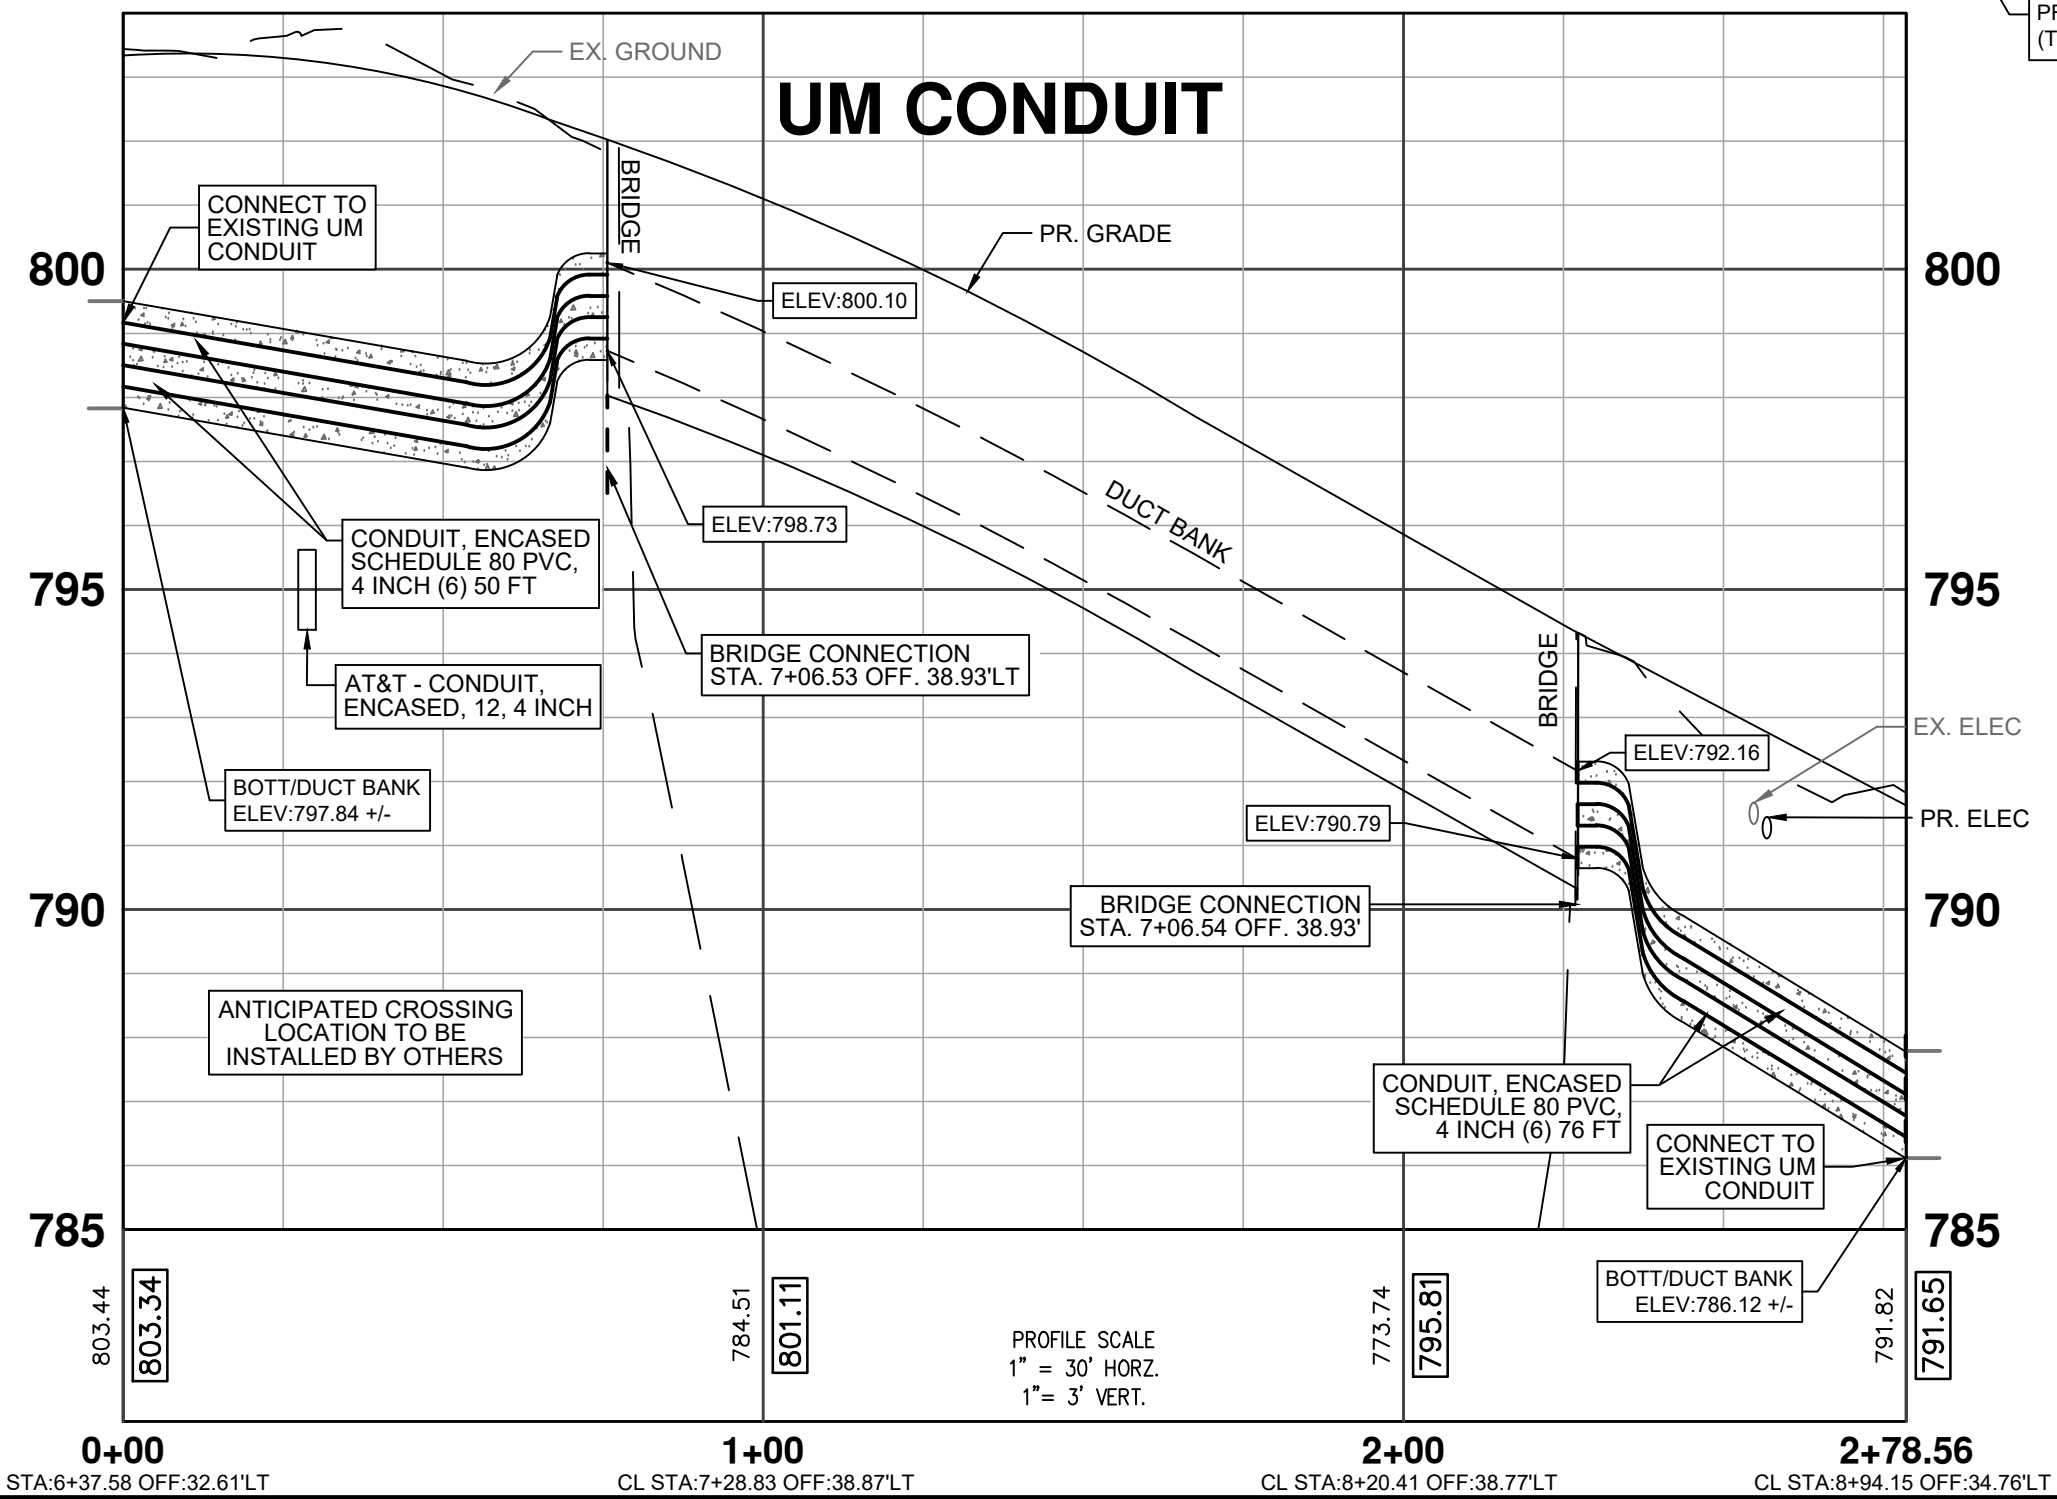 PR
(T
EX. GROUND
UM CONDUIT
BRIDGE
CONNECT TO
EXISTING UM
CONDUIT
PR. GRADE
800
800
ELEV:800.10
DUCT BANK
ELEV:798.73
CONDUIT, ENCASED
SCHEDULE 80 PVC,
4 INCH (6) 50 FT
795
795
BRIDGE CONNECTION
STA. 7+06.53 OFF. 38.93'LT
AT&T - CONDUIT,
ENCASED, 12, 4 INCH
BRIDGE
EX. ELEC
ELEV:792.16
BOTT/DUCT BANK
ELEV:797.84 +/-
ELEV:790.79
PR. ELEC
790
790
BRIDGE CONNECTION
STA. 7+06.54 OFF. 38.93'
ANTICIPATED CROSSING
LOCATION TO BE
INSTALLED BY OTHERS
CONDUIT, ENCASED
SCHEDULE 80 PVC,
4 INCH (6) 76 FT
CONNECT TO
EXISTING UM
CONDUIT
785
785
BOTT/DUCT BANK
ELEV:786.12 +/-
803.44
803.34
784.51
801.11
773.74
795.81
791.82
791.65
PROFILE SCALE
1" = 30' HORZ.
1"= 3' VERT.
0+00
1+00
2+00
2+78.56
STA:6+37.58 OFF:32.61'LT
CL STA:7+28.83 OFF:38.87'LT
CL STA:8+20.41 OFF:38.77'LT
CL STA:8+94.15 OFF:34.76'LT